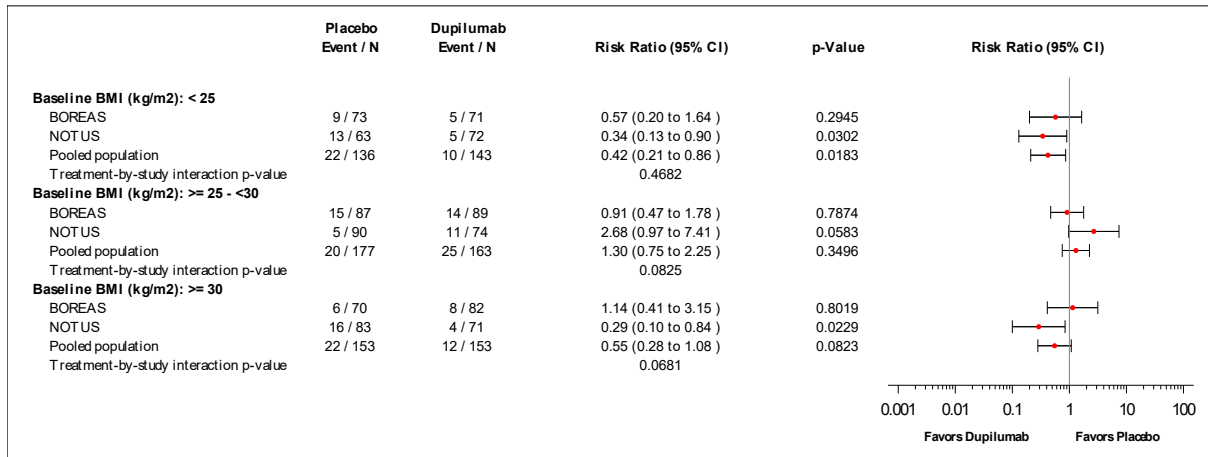 Placebo Dupilumab
Event / N Event / N Risk Ratio (95% CI) p-Value Risk Ratio (95% CI)
Baseline BMI (kg/m2): < 25
BOREAS 9 / 73 5 / 71 0.57 (0.20 to 1.64 ) 0.2945
NOTUS 13 / 63 5 / 72 0.34 (0.13 to 0.90 ) 0.0302
Pooled population 22 / 136 10 / 143 0.42 (0.21 to 0.86 ) 0.0183
Treatment-by-study interaction p-value 0.4682
Baseline BMI (kg/m2): >= 25 - <30
BOREAS 15 / 87 14 / 89 0.91 (0.47 to 1.78 ) 0.7874
NOTUS 5 / 90 11 / 74 2.68 (0.97 to 7.41 ) 0.0583
Pooled population 20 / 177 25 / 163 1.30 (0.75 to 2.25 ) 0.3496
Treatment-by-study interaction p-value 0.0825
Baseline BMI (kg/m2): >= 30
BOREAS 6 / 70 8 / 82 1.14 (0.41 to 3.15 ) 0.8019
NOTUS 16 / 83 4 / 71 0.29 (0.10 to 0.84 ) 0.0229
Pooled population 22 / 153 12 / 153 0.55 (0.28 to 1.08 ) 0.0823
Treatment-by-study interaction p-value 0.0681
0.001 0.01 0.1 1 10 100
Favors Dupilumab Favors Placebo